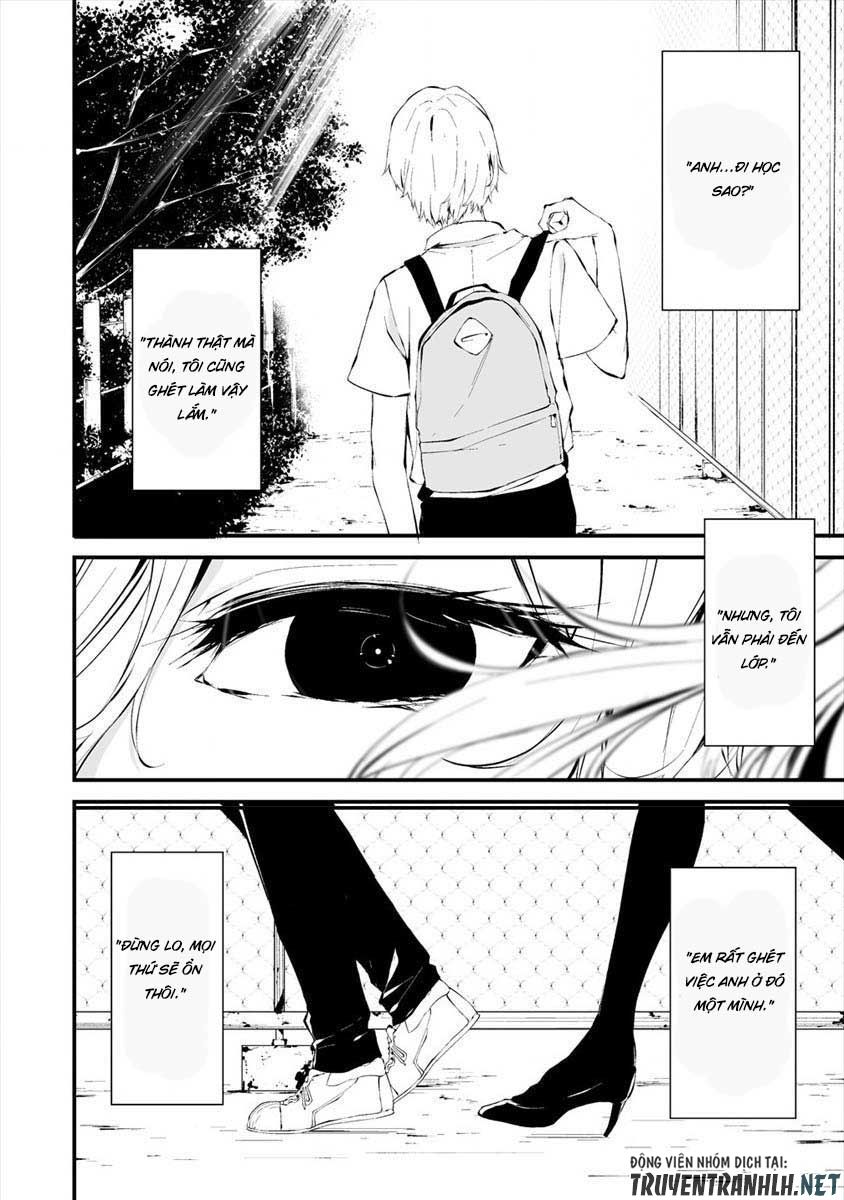 "ANH...ĐI HỌC
SAO?"
"THÀNH THẬT MÀ
NÓI, TÔI CŨNG
GHÉT LÀM VẬY
LẮM."
"NHƯNG, TÔI
VẪN PHẢI ĐẾN
LỚP."
"EM RẤT GHÉT
VIỆC ANH Ở ĐÓ
MỘT MÌNH."
"ĐỪNG LO, MỌI
THỨ SẼ ỔN
THÔI."
ĐỘNG VIÊN NHÓM DỊCH TẠI:
TRUYENTRANHLH.NET